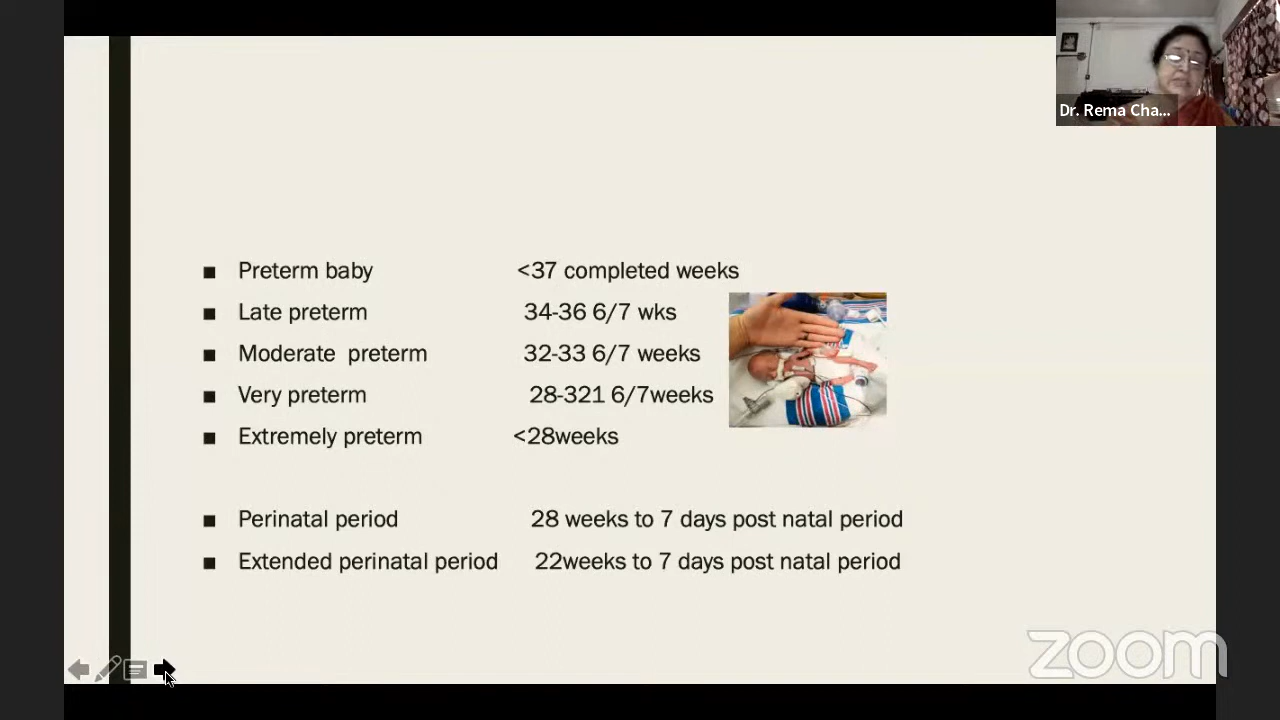 Dr. Rema Cha...
Preterm baby <37 completed weeks
Late preterm 34-36 6/7 wks
Moderate preterm 32-33 6/7 weeks
Very preterm 28-321 6/7weeks
Extremely preterm <28weeks
Perinatal period 28 weeks to 7 days post natal period
Extended perinatal period 22weeks to 7 days post natal period
zoom